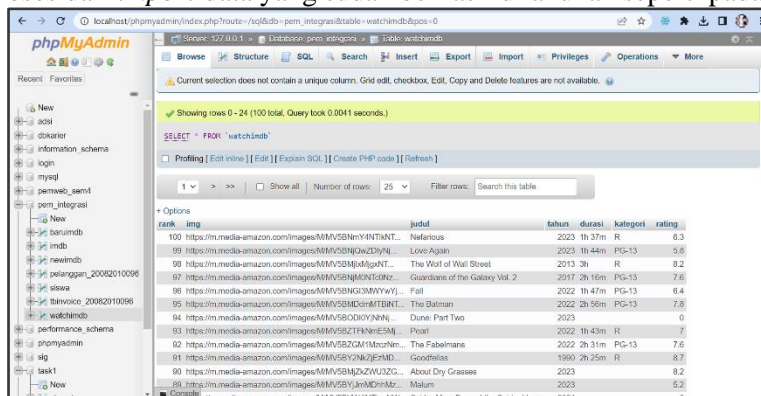 localhost/phpmyadmin/index.php?route=/sql&db=pem_integrasi&table=watchimdb&pos=0
phpMyAdmin
Recent Favorites
New
adsi
dbkarier
information_schema
login
mysql
pemweb_sem4
pem_integrasi
New
baruimdb
imdb
newimdb
pelanggan_20082010096
siswa
tbinvoice_20082010096
watchimdb
performance_schema
phpmyadmin
sig
task1
New
Server: 127.0.0.1 » Database: pem_integrasi » Table: watchimdb
Browse Structure SQL Search Insert Export Import Privileges Operations More
Current selection does not contain a unique column. Grid edit, checkbox, Edit, Copy and Delete features are not available.
Showing rows 0 - 24 (100 total, Query took 0.0041 seconds.)
SELECT * FROM `watchimdb`
Profiling [ Edit inline ] [ Edit ] [ Explain SQL ] [ Create PHP code ] [ Refresh ]
1 > >> Show all Number of rows: 25 Filter rows: Search this table
+ Options
rank img judul tahun durasi kategori rating
100 Nefarious 2023 1h 37m R 6.3
99 Love Again 2023 1h 44m PG-13 5.8
98 The Wolf of Wall Street 2013 3h R 8.2
97 Guardians of the Galaxy Vol. 2 2017 2h 16m PG-13 7.6
96 Fall 2022 1h 47m PG-13 6.4
95 The Batman 2022 2h 56m PG-13 7.8
94 Dune: Part Two 2023 0
93 Pearl 2022 1h 43m R 7
92 The Fabelmans 2022 2h 31m PG-13 7.6
91 Goodfellas 1990 2h 25m R 8.7
90 About Dry Grasses 2023 8.2
89 Malum 2023 5.2
Console